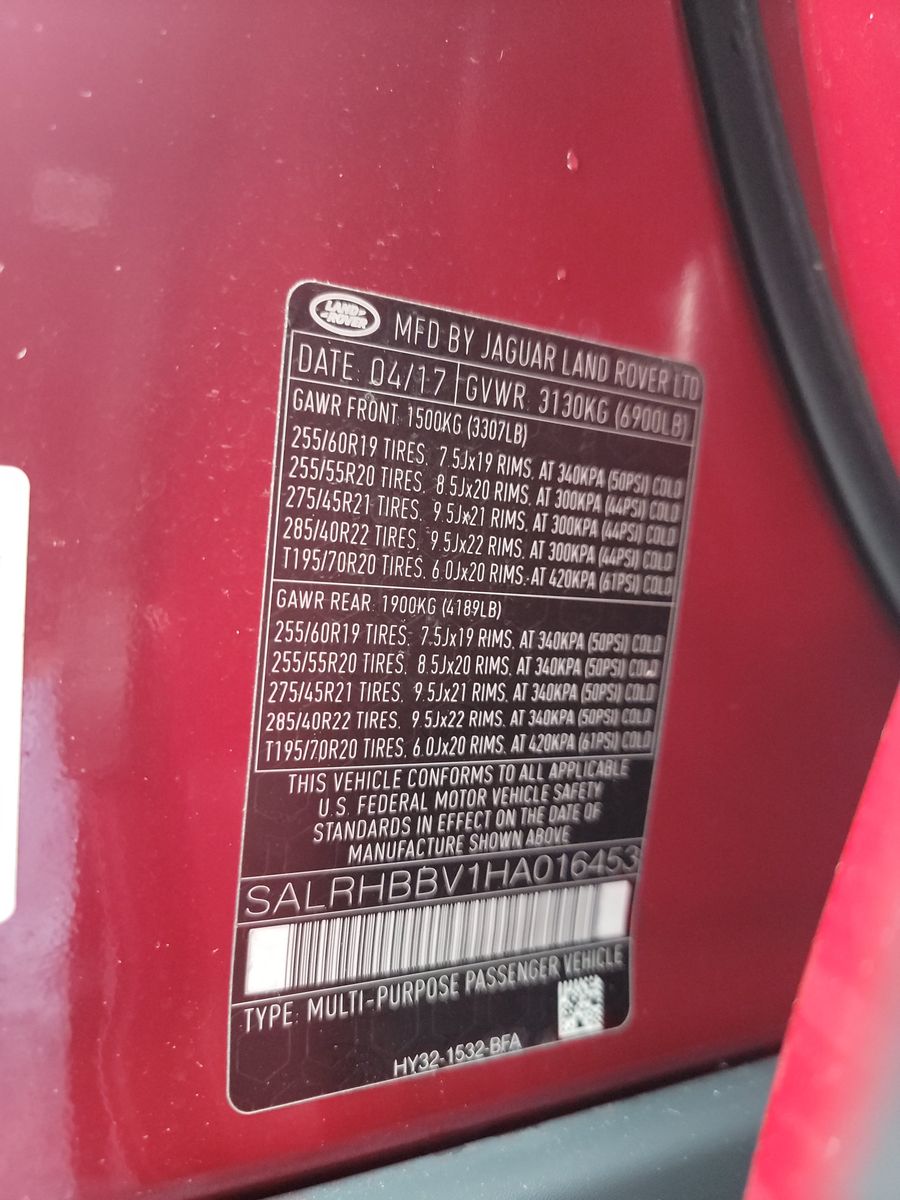 LAND ROVER
MFD BY JAGUAR LAND ROVER LTD
DATE: 04/17 GVWR: 3130KG (6900LB)
GAWR FRONT: 1500KG (3307LB)
255/60R19 TIRES, 7.5Jx19 RIMS, AT 340KPA (50PSI) COLD
255/55R20 TIRES, 8.5Jx20 RIMS, AT 300KPA (44PSI) COLD
275/45R21 TIRES, 9.5Jx21 RIMS, AT 300KPA (44PSI) COLD
285/40R22 TIRES, 9.5Jx22 RIMS, AT 300KPA (44PSI) COLD
T195/70R20 TIRES, 6.0Jx20 RIMS, AT 420KPA (61PSI) COLD
GAWR REAR: 1900KG (4189LB)
255/60R19 TIRES, 7.5Jx19 RIMS, AT 340KPA (50PSI) COLD
255/55R20 TIRES, 8.5Jx20 RIMS, AT 340KPA (50PSI) COLD
275/45R21 TIRES, 9.5Jx21 RIMS, AT 340KPA (50PSI) COLD
285/40R22 TIRES, 9.5Jx22 RIMS, AT 340KPA (50PSI) COLD
T195/70R20 TIRES, 6.0Jx20 RIMS, AT 420KPA (61PSI) COLD
THIS VEHICLE CONFORMS TO ALL APPLICABLE
U.S. FEDERAL MOTOR VEHICLE SAFETY
STANDARDS IN EFFECT ON THE DATE OF
MANUFACTURE SHOWN ABOVE
SALRHBBV1HA016453
TYPE: MULTI-PURPOSE PASSENGER VEHICLE
HY32-1532-BFA